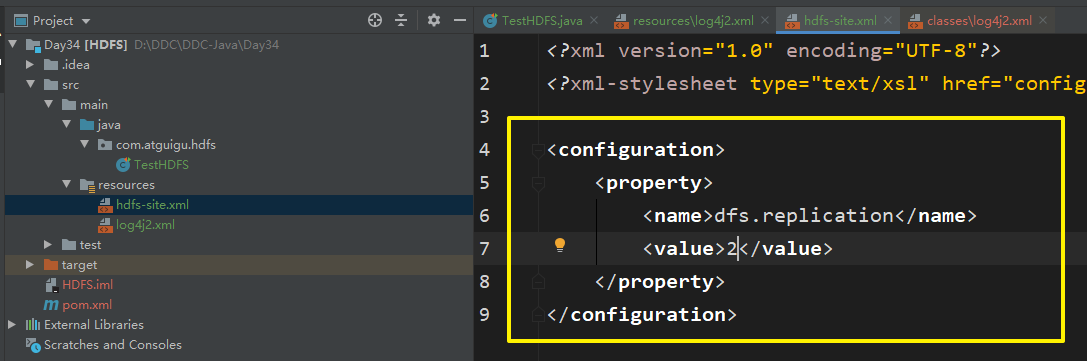 Project
Day34 [HDFS] D:\DDC\DDC-Java\Day34
.idea
src
main
java
com.atguigu.hdfs
TestHDFS
resources
hdfs-site.xml
log4j2.xml
test
target
HDFS.iml
pom.xml
External Libraries
Scratches and Consoles
TestHDFS.java
resources\log4j2.xml
hdfs-site.xml
classes\log4j2.xml
1 <?xml version="1.0" encoding="UTF-8"?>
2 <?xml-stylesheet type="text/xsl" href="config
3
4 <configuration>
5 <property>
6 <name>dfs.replication</name>
7 <value>2</value>
8 </property>
9 </configuration>